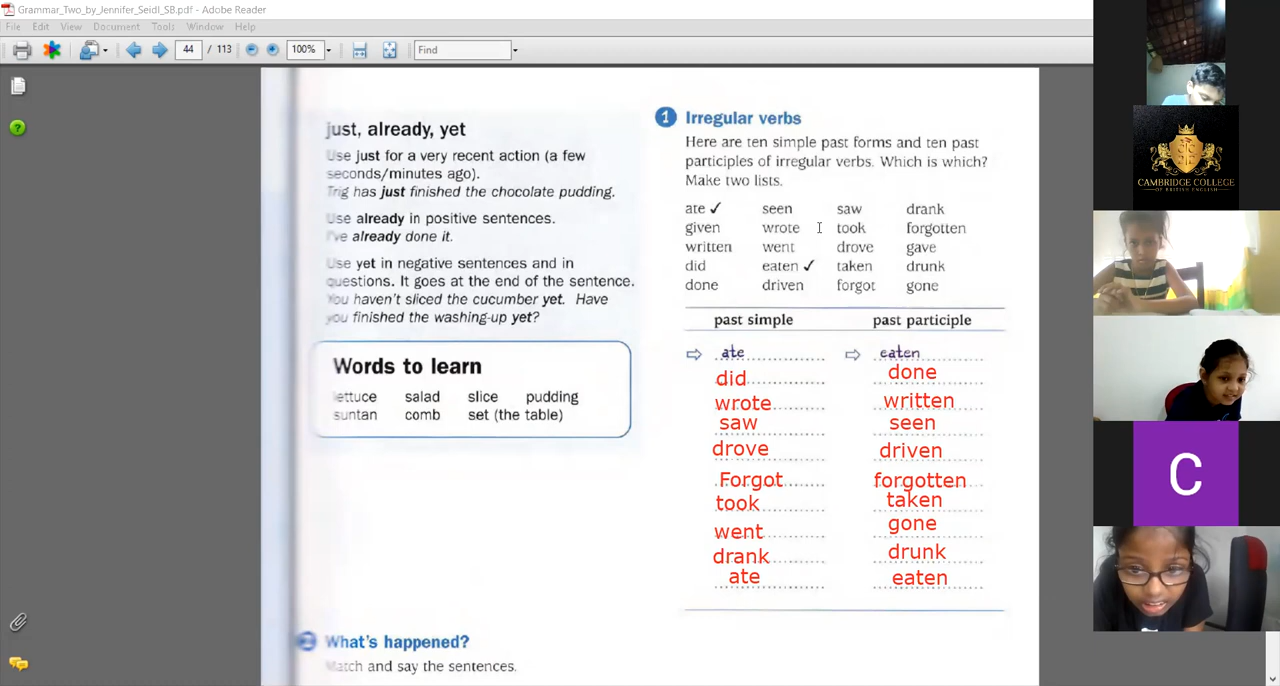 Grammar_Two_by_Jennifer_Seidl_SB.pdf - Adobe Reader
File Edit View Document Tools Window Help
44 / 113 100% Find
just, already, yet
Use just for a very recent action (a few
seconds/minutes ago).
Trig has just finished the chocolate pudding.
Use already in positive sentences.
I've already done it.
Use yet in negative sentences and in
questions. It goes at the end of the sentence.
You haven't sliced the cucumber yet. Have
you finished the washing-up yet?
Words to learn
lettuce salad slice pudding
suntan comb set (the table)
1 Irregular verbs
Here are ten simple past forms and ten past
participles of irregular verbs. Which is which?
Make two lists.
ate ✓ seen saw drank
given wrote took forgotten
written went drove gave
did eaten ✓ taken drunk
done driven forgot gone
past simple past participle
ate eaten
did done
wrote written
saw seen
drove driven
Forgot forgotten
took taken
went gone
drank drunk
ate eaten
2 What's happened?
Match and say the sentences.
CAMBRIDGE COLLEGE
OF BRITISH ENGLISH
C